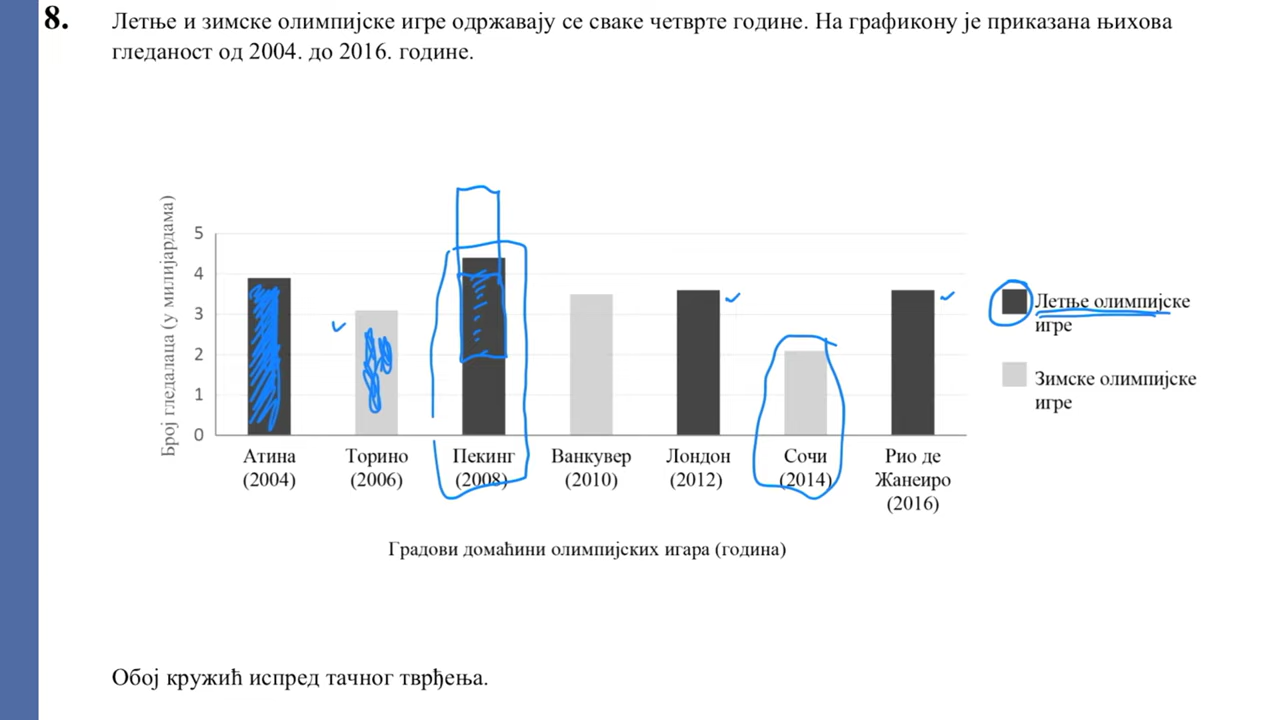 8. Летње и зимске олимпијске игре одржавају се сваке четврте године. На графикону је приказана њихова
гледаност од 2004. до 2016. године.
Број гледалаца (у милијардама)
5
4
3
2
1
0
Атина
(2004)
Торино
(2006)
Пекинг
(2008)
Ванкувер
(2010)
Лондон
(2012)
Сочи
(2014)
Рио де
Жанеиро
(2016)
Градови домаћини олимпијских игара (година)
Летње олимпијске
игре
Зимске олимпијске
игре
Обој кружић испред тачног тврђења.